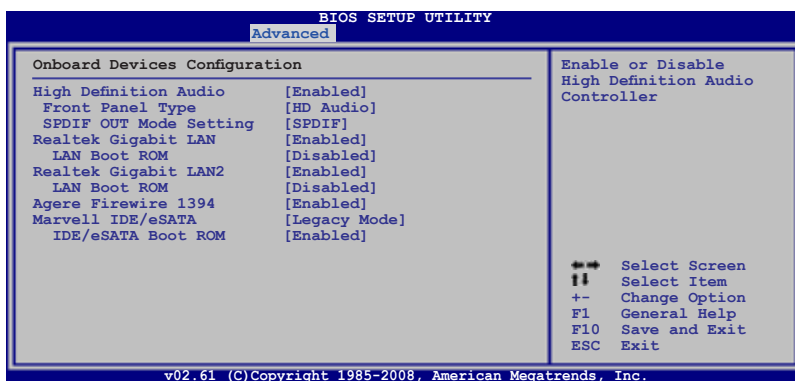 BIOS SETUP UTILITY
Advanced
Onboard Devices Configuration
High Definition Audio [Enabled]
Front Panel Type [HD Audio]
SPDIF OUT Mode Setting [SPDIF]
Realtek Gigabit LAN [Enabled]
LAN Boot ROM [Disabled]
Realtek Gigabit LAN2 [Enabled]
LAN Boot ROM [Disabled]
Agere Firewire 1394 [Enabled]
Marvell IDE/eSATA [Legacy Mode]
IDE/eSATA Boot ROM [Enabled]
Enable or Disable
High Definition Audio
Controller
Select Screen
Select Item
+- Change Option
F1 General Help
F10 Save and Exit
ESC Exit
v02.61 (C)Copyright 1985-2008, American Megatrends, Inc.